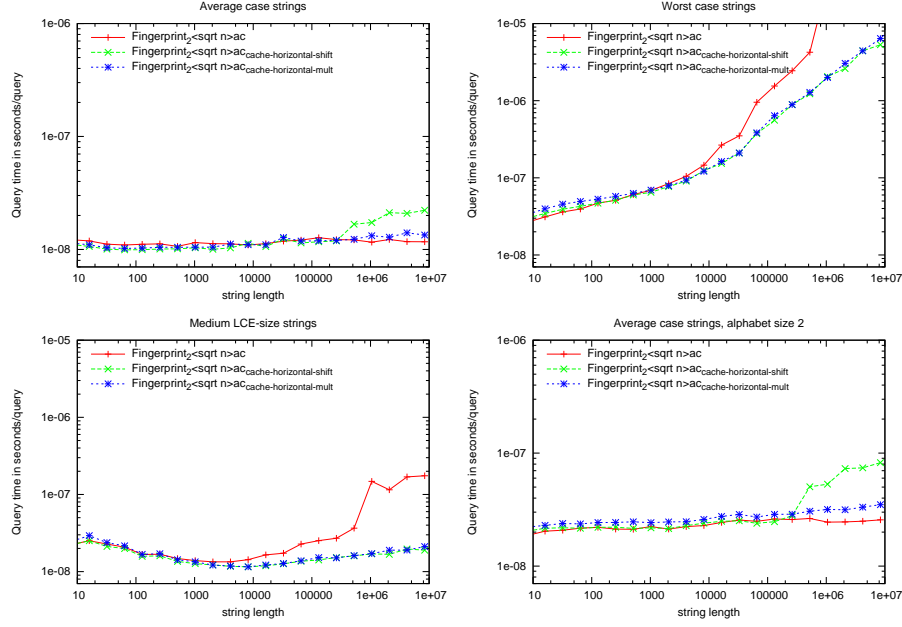 Average case strings
1e-06
1e-07
1e-08
Query time in seconds/query
Fingerprint2<sqrt n>ac
Fingerprint2<sqrt n>accache-horizontal-shift
Fingerprint2<sqrt n>accache-horizontal-mult
10 100 1000 10000 100000 1e+06 1e+07
string length
Worst case strings
1e-05
1e-06
1e-07
1e-08
Query time in seconds/query
Fingerprint2<sqrt n>ac
Fingerprint2<sqrt n>accache-horizontal-shift
Fingerprint2<sqrt n>accache-horizontal-mult
10 100 1000 10000 100000 1e+06 1e+07
string length
Medium LCE-size strings
1e-05
1e-06
1e-07
1e-08
Query time in seconds/query
Fingerprint2<sqrt n>ac
Fingerprint2<sqrt n>accache-horizontal-shift
Fingerprint2<sqrt n>accache-horizontal-mult
10 100 1000 10000 100000 1e+06 1e+07
string length
Average case strings, alphabet size 2
1e-06
1e-07
1e-08
Query time in seconds/query
Fingerprint2<sqrt n>ac
Fingerprint2<sqrt n>accache-horizontal-shift
Fingerprint2<sqrt n>accache-horizontal-mult
10 100 1000 10000 100000 1e+06 1e+07
string length